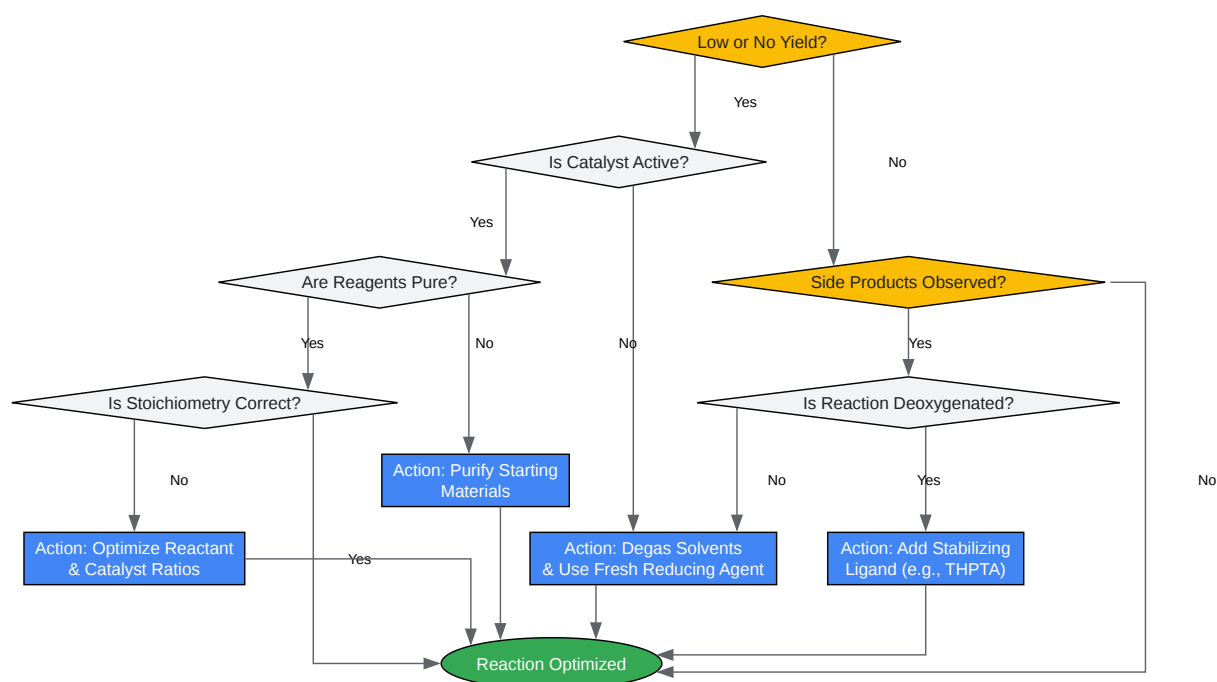 Low or No Yield?
Yes
Is Catalyst Active?
No
Yes
Are Reagents Pure?
Side Products Observed?
Yes
No
No
Yes
Is Stoichiometry Correct?
Is Reaction Deoxygenated?
Action: Purify Starting
Materials
No
No
Yes
No
Action: Optimize Reactant
& Catalyst Ratios
Yes
Action: Degas Solvents
& Use Fresh Reducing Agent
Action: Add Stabilizing
Ligand (e.g., THPTA)
Reaction Optimized